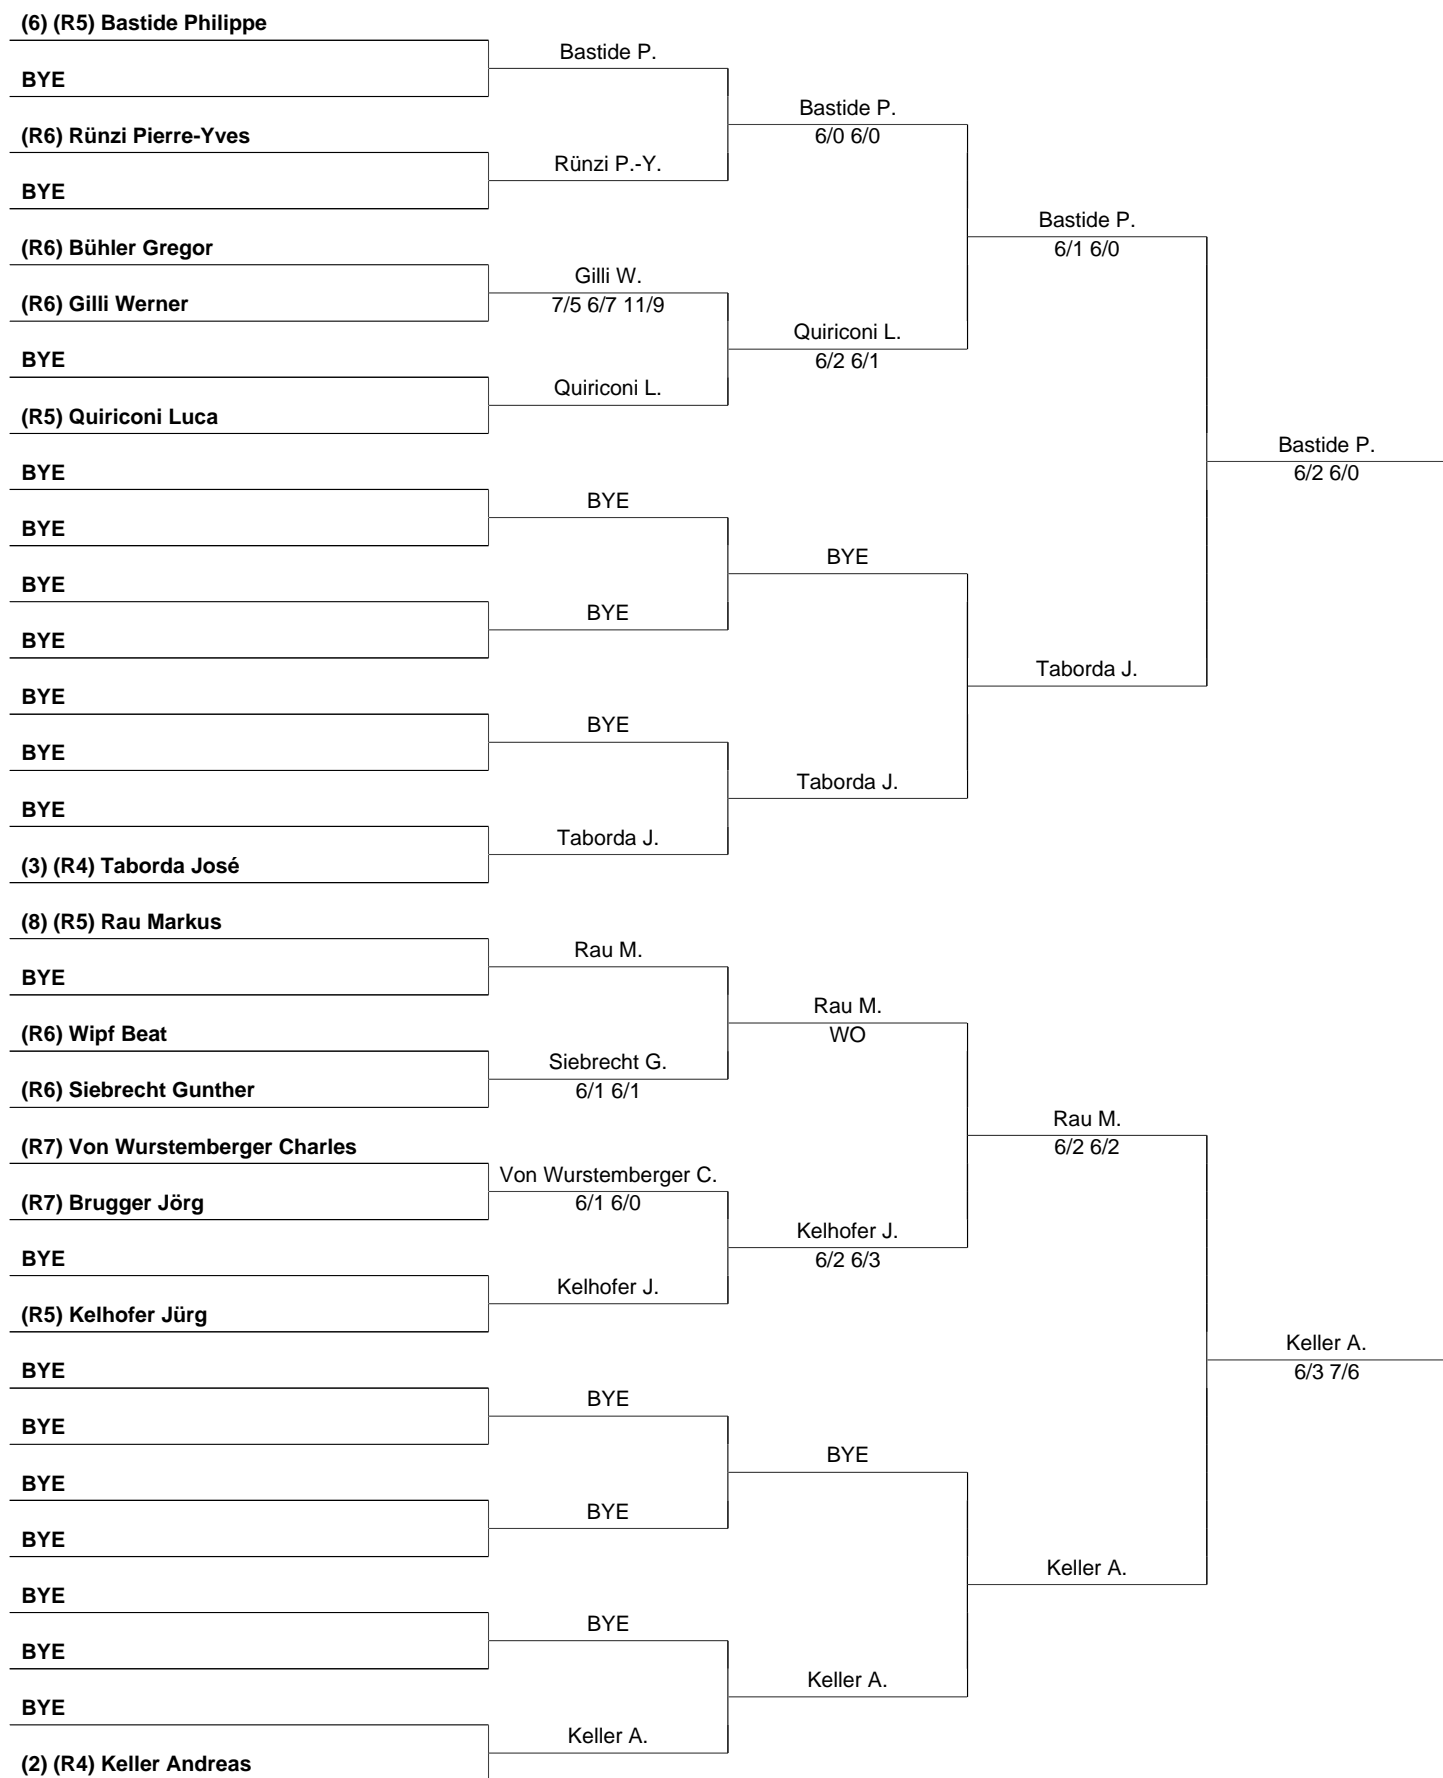 (6) (R5) Bastide Philippe
Bastide P.
BYE
Bastide P.
6/0 6/0
(R6) Rünzi Pierre-Yves
Rünzi P.-Y.
BYE
Bastide P.
6/1 6/0
(R6) Bühler Gregor
Gilli W.
7/5 6/7 11/9
(R6) Gilli Werner
Quiriconi L.
6/2 6/1
BYE
Quiriconi L.
(R5) Quiriconi Luca
Bastide P.
6/2 6/0
BYE
BYE
BYE
BYE
BYE
BYE
BYE
Taborda J.
BYE
BYE
BYE
Taborda J.
BYE
Taborda J.
(3) (R4) Taborda José
(8) (R5) Rau Markus
Rau M.
BYE
Rau M.
WO
(R6) Wipf Beat
Siebrecht G.
6/1 6/1
(R6) Siebrecht Gunther
Rau M.
6/2 6/2
(R7) Von Wurstemberger Charles
Von Wurstemberger C.
6/1 6/0
(R7) Brugger Jörg
Kelhofer J.
6/2 6/3
BYE
Kelhofer J.
(R5) Kelhofer Jürg
Keller A.
6/3 7/6
BYE
BYE
BYE
BYE
BYE
BYE
BYE
Keller A.
BYE
BYE
BYE
Keller A.
BYE
Keller A.
(2) (R4) Keller Andreas